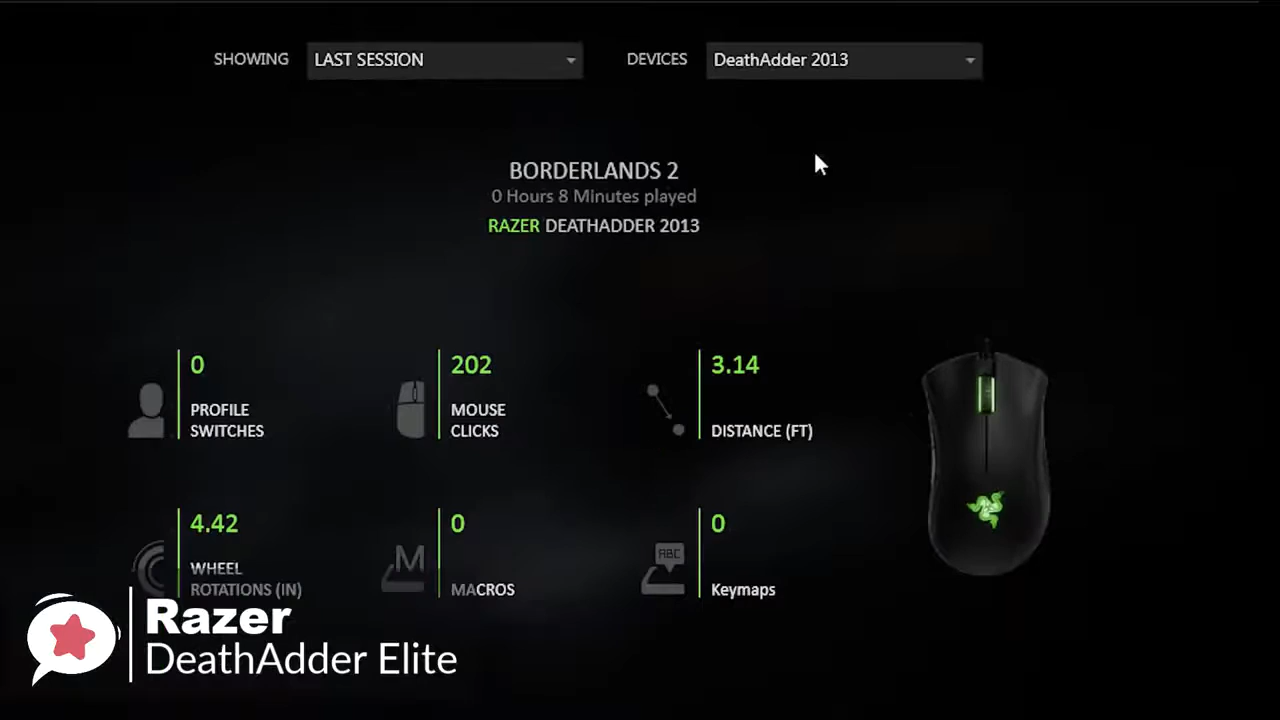 SHOWING LAST SESSION DEVICES DeathAdder 2013
BORDERLANDS 2
0 Hours 8 Minutes played
RAZER DEATHADDER 2013
0
PROFILE
SWITCHES
202
MOUSE
CLICKS
3.14
DISTANCE (FT)
4.42
WHEEL
ROTATIONS (IN)
M
0
MACROS
ABC
0
Keymaps
Razer
DeathAdder Elite